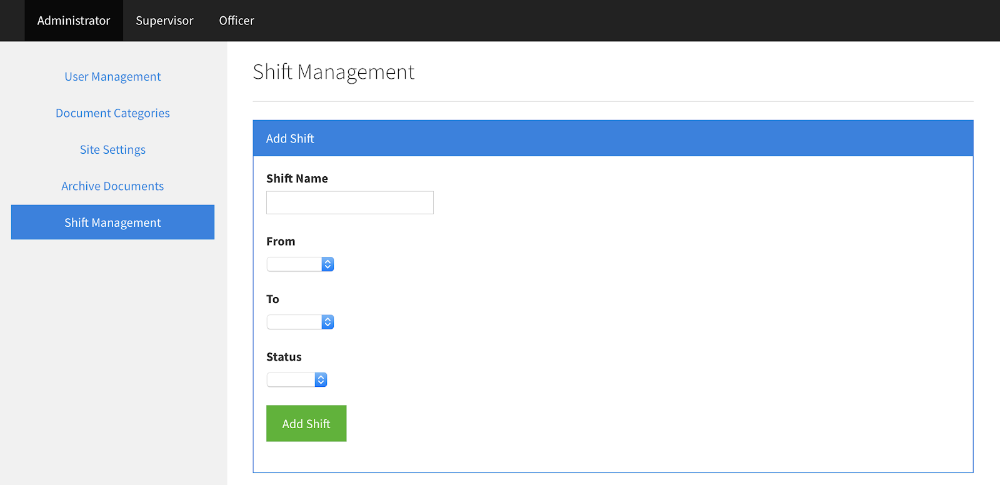 Administrator Supervisor Officer
User Management
Document Categories
Site Settings
Archive Documents
Shift Management
Shift Management
Add Shift
Shift Name
From
To
Status
Add Shift